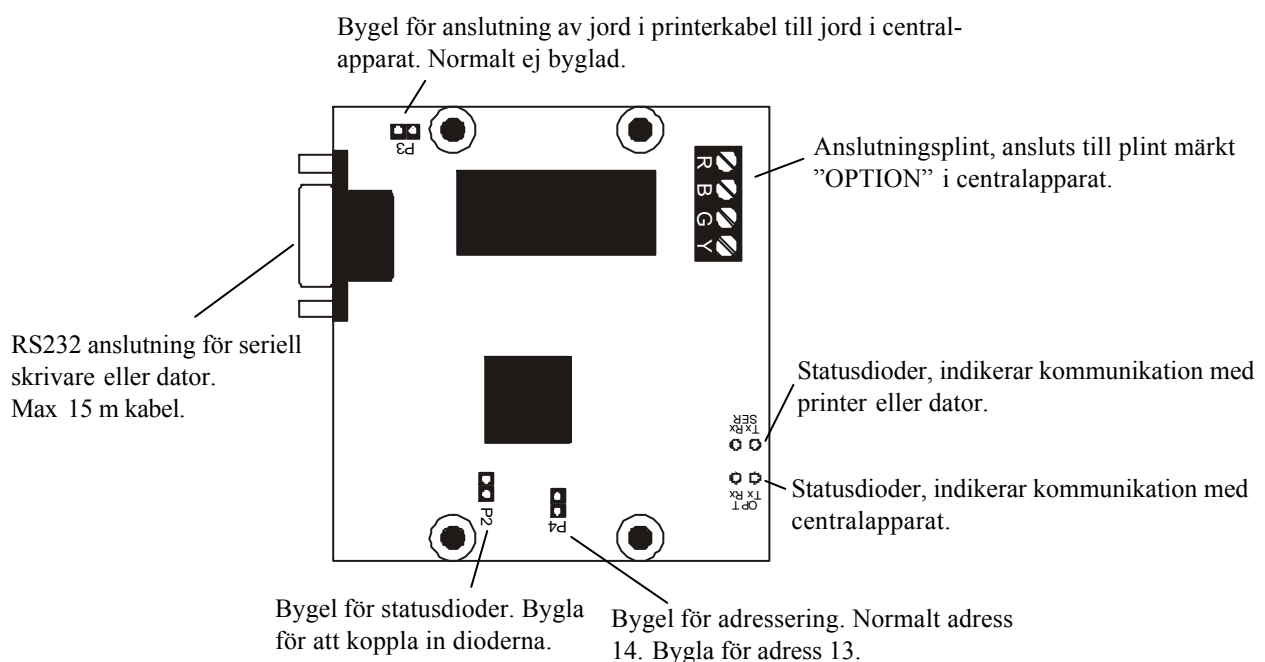 Bygel för anslutning av jord i printerkabel till jord i central-
apparat. Normalt ej byglad.
P3
R
B
G
Y
Anslutningsplint, ansluts till plint märkt
”OPTION” i centralapparat.
RS232 anslutning för seriell
skrivare eller dator.
Max 15 m kabel.
Statusdioder, indikerar kommunikation med
printer eller dator.
SER
Tx Rx
Tx Rx
OPT
Statusdioder, indikerar kommunikation med
centralapparat.
P2
P4
Bygel för statusdioder. Bygla
för att koppla in dioderna.
Bygel för adressering. Normalt adress
14. Bygla för adress 13.